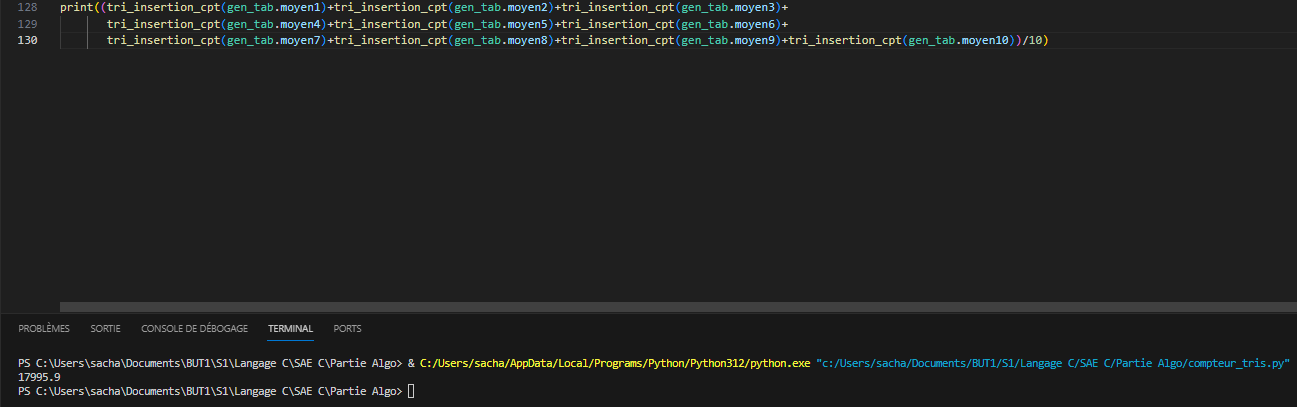 128 print((tri_insertion_cpt(gen_tab.moyen1)+tri_insertion_cpt(gen_tab.moyen2)+tri_insertion_cpt(gen_tab.moyen3)+
129 tri_insertion_cpt(gen_tab.moyen4)+tri_insertion_cpt(gen_tab.moyen5)+tri_insertion_cpt(gen_tab.moyen6)+
130 tri_insertion_cpt(gen_tab.moyen7)+tri_insertion_cpt(gen_tab.moyen8)+tri_insertion_cpt(gen_tab.moyen9)+tri_insertion_cpt(gen_tab.moyen10))/10)
PROBLÈMES SORTIE CONSOLE DE DÉBOGAGE TERMINAL PORTS
PS C:\Users\sacha\Documents\BUT1\S1\Langage C\SAE C\Partie Algo> & C:/Users/sacha/AppData/Local/Programs/Python/Python312/python.exe "c:/Users/sacha/Documents/BUT1/S1/Langage C/SAE C/Partie Algo/compteur_tris.py"
17995.9
PS C:\Users\sacha\Documents\BUT1\S1\Langage C\SAE C\Partie Algo>